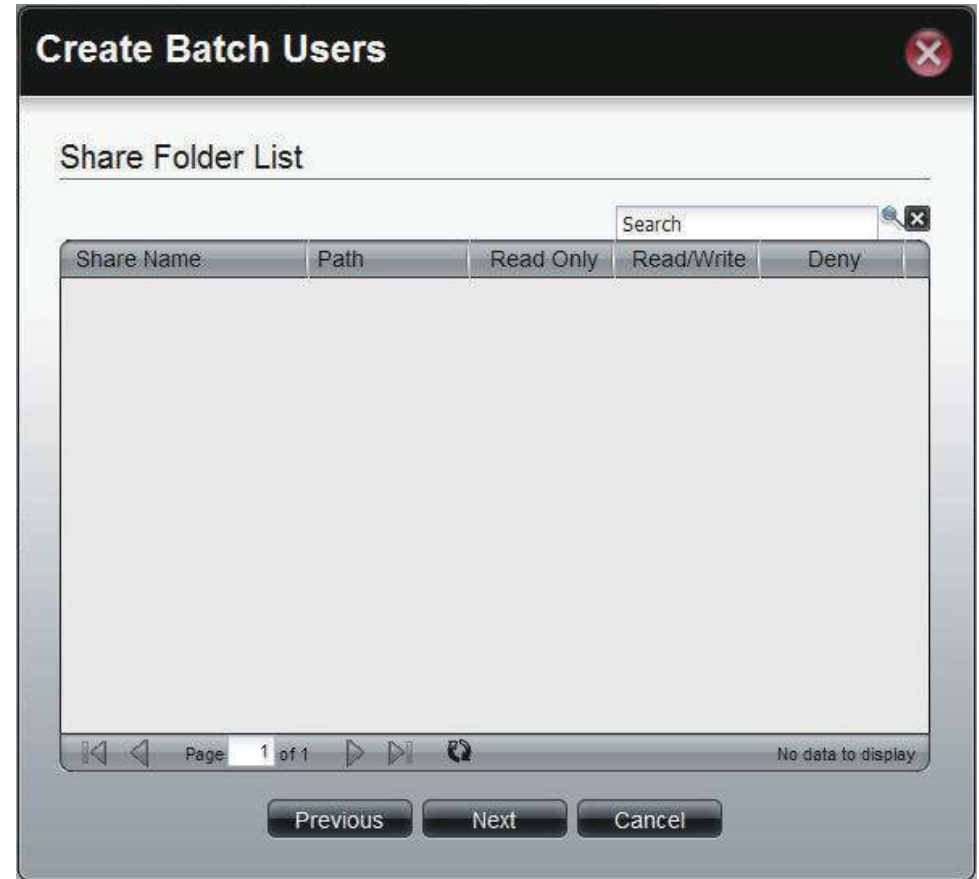 Create Batch Users
Share Folder List
Search
Share Name Path Read Only Read/Write Deny
Page 1 of 1 No data to display
Previous Next Cancel